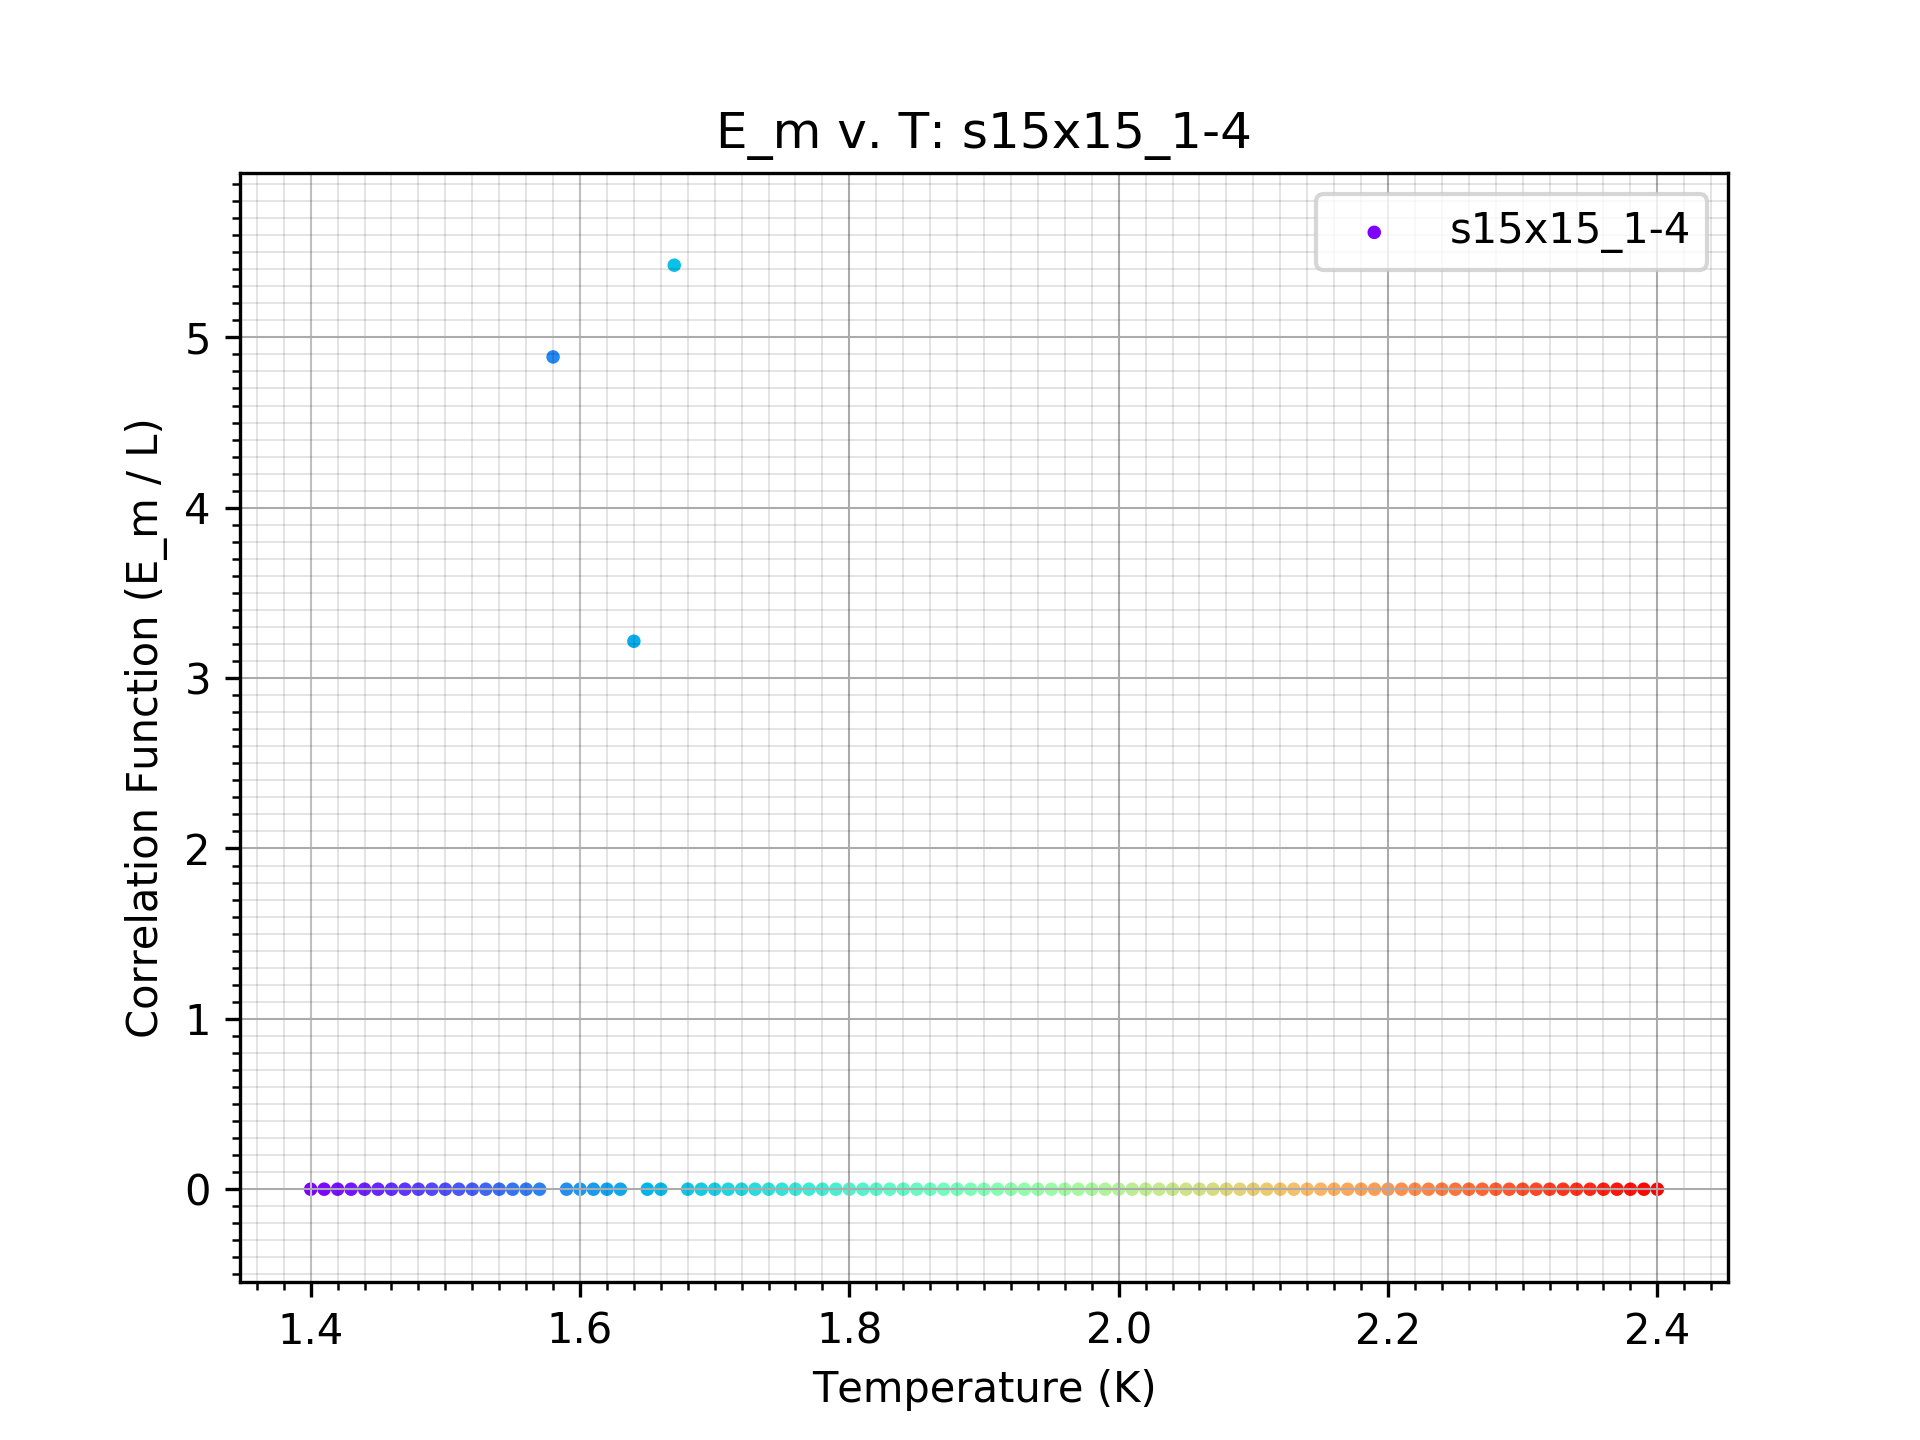 E_m v. T: s15x15_1-4
s15x15_1-4
Correlation Function (E_m / L)
5
4
3
2
1
0
1.4 1.6 1.8 2.0 2.2 2.4
Temperature (K)